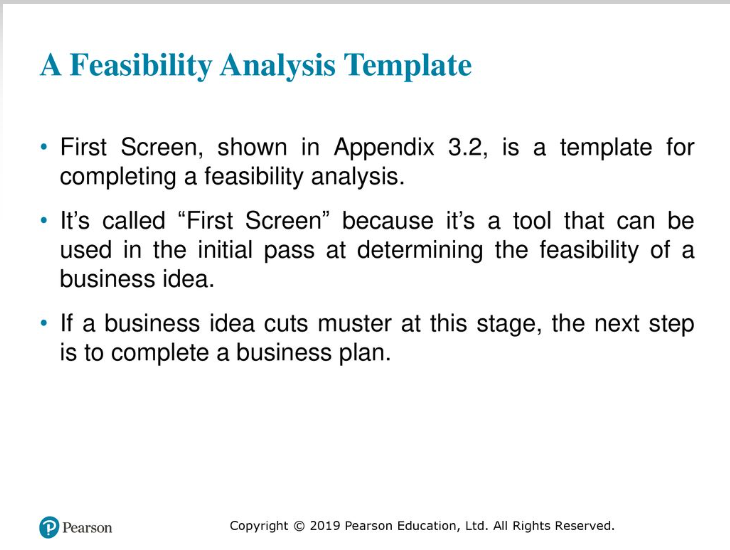 A Feasibility Analysis Template
• First Screen, shown in Appendix 3.2, is a template for
completing a feasibility analysis.
• It’s called “First Screen” because it’s a tool that can be
used in the initial pass at determining the feasibility of a
business idea.
• If a business idea cuts muster at this stage, the next step
is to complete a business plan.
Pearson
Copyright © 2019 Pearson Education, Ltd. All Rights Reserved.